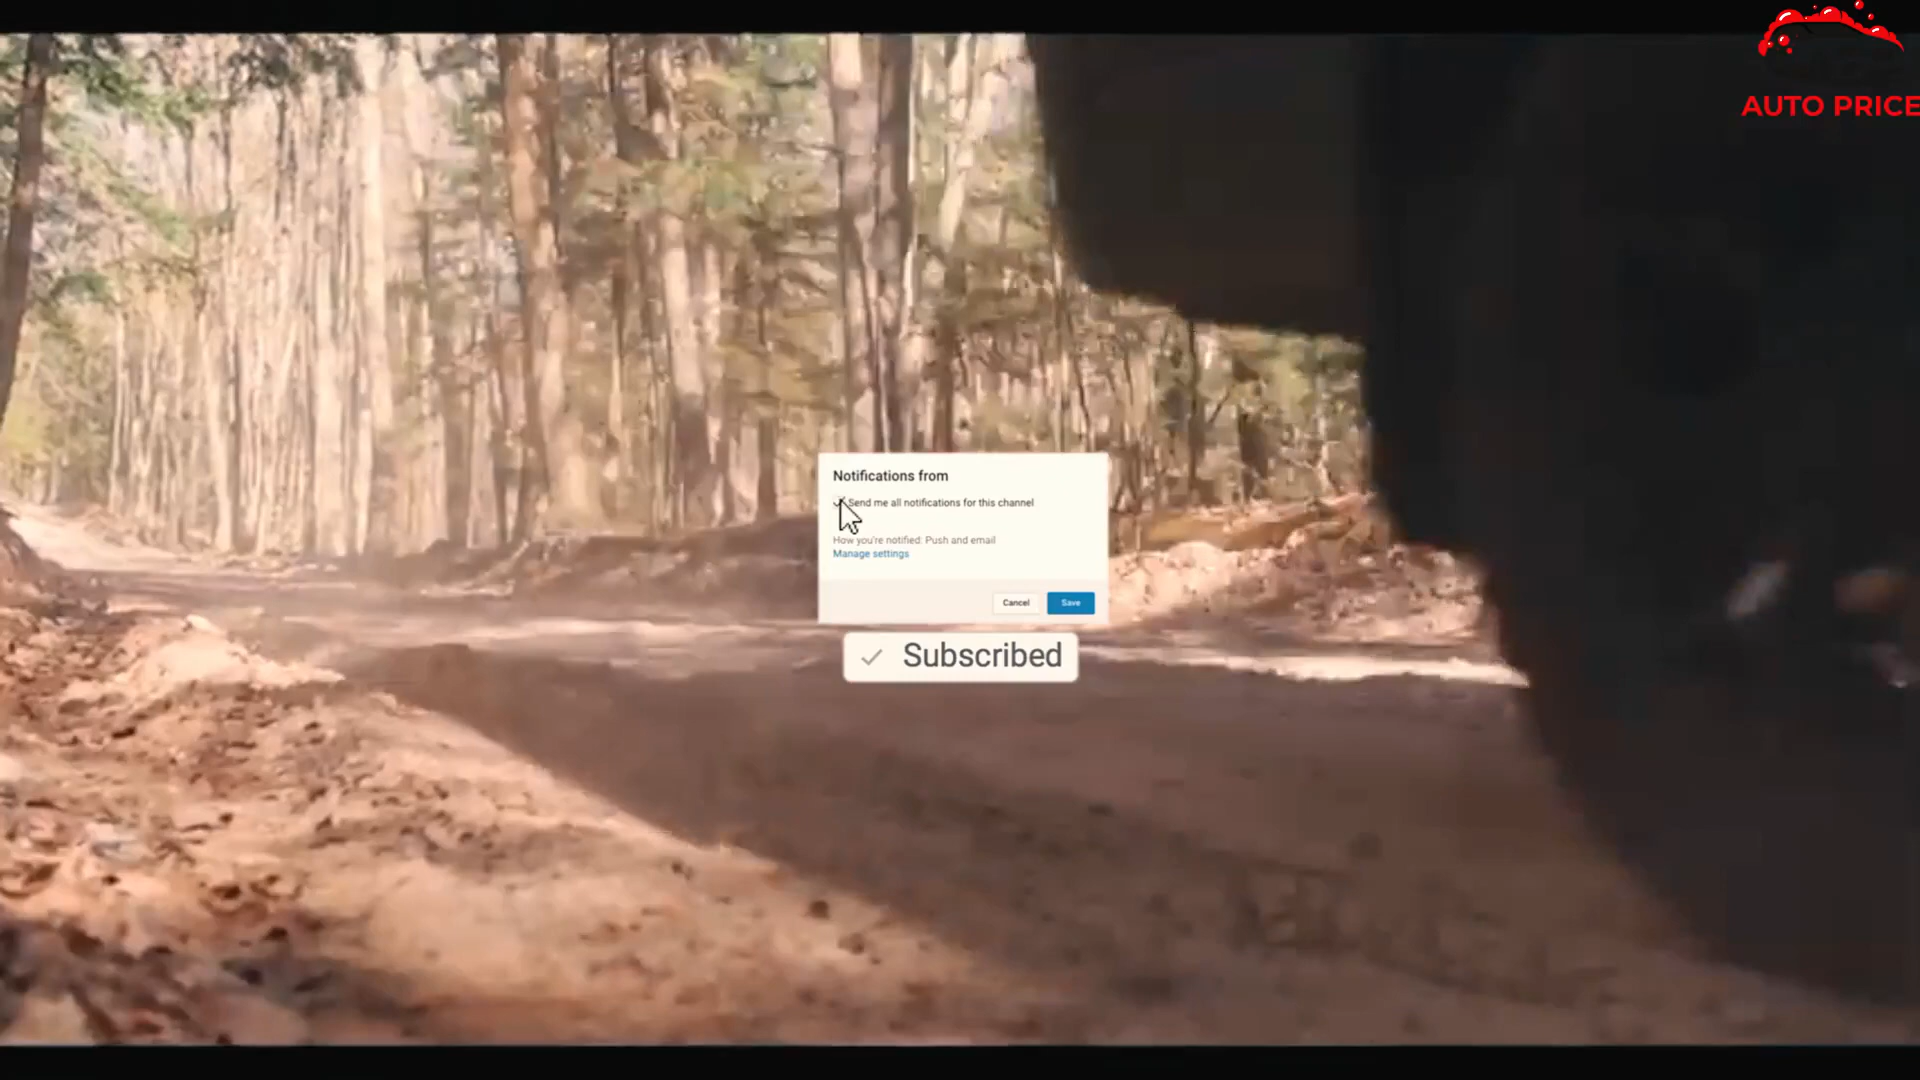 AUTO PRICE
Notifications from
Send me all notifications for this channel
How you're notified: Push and email
Manage settings
Cancel
Save
Subscribed